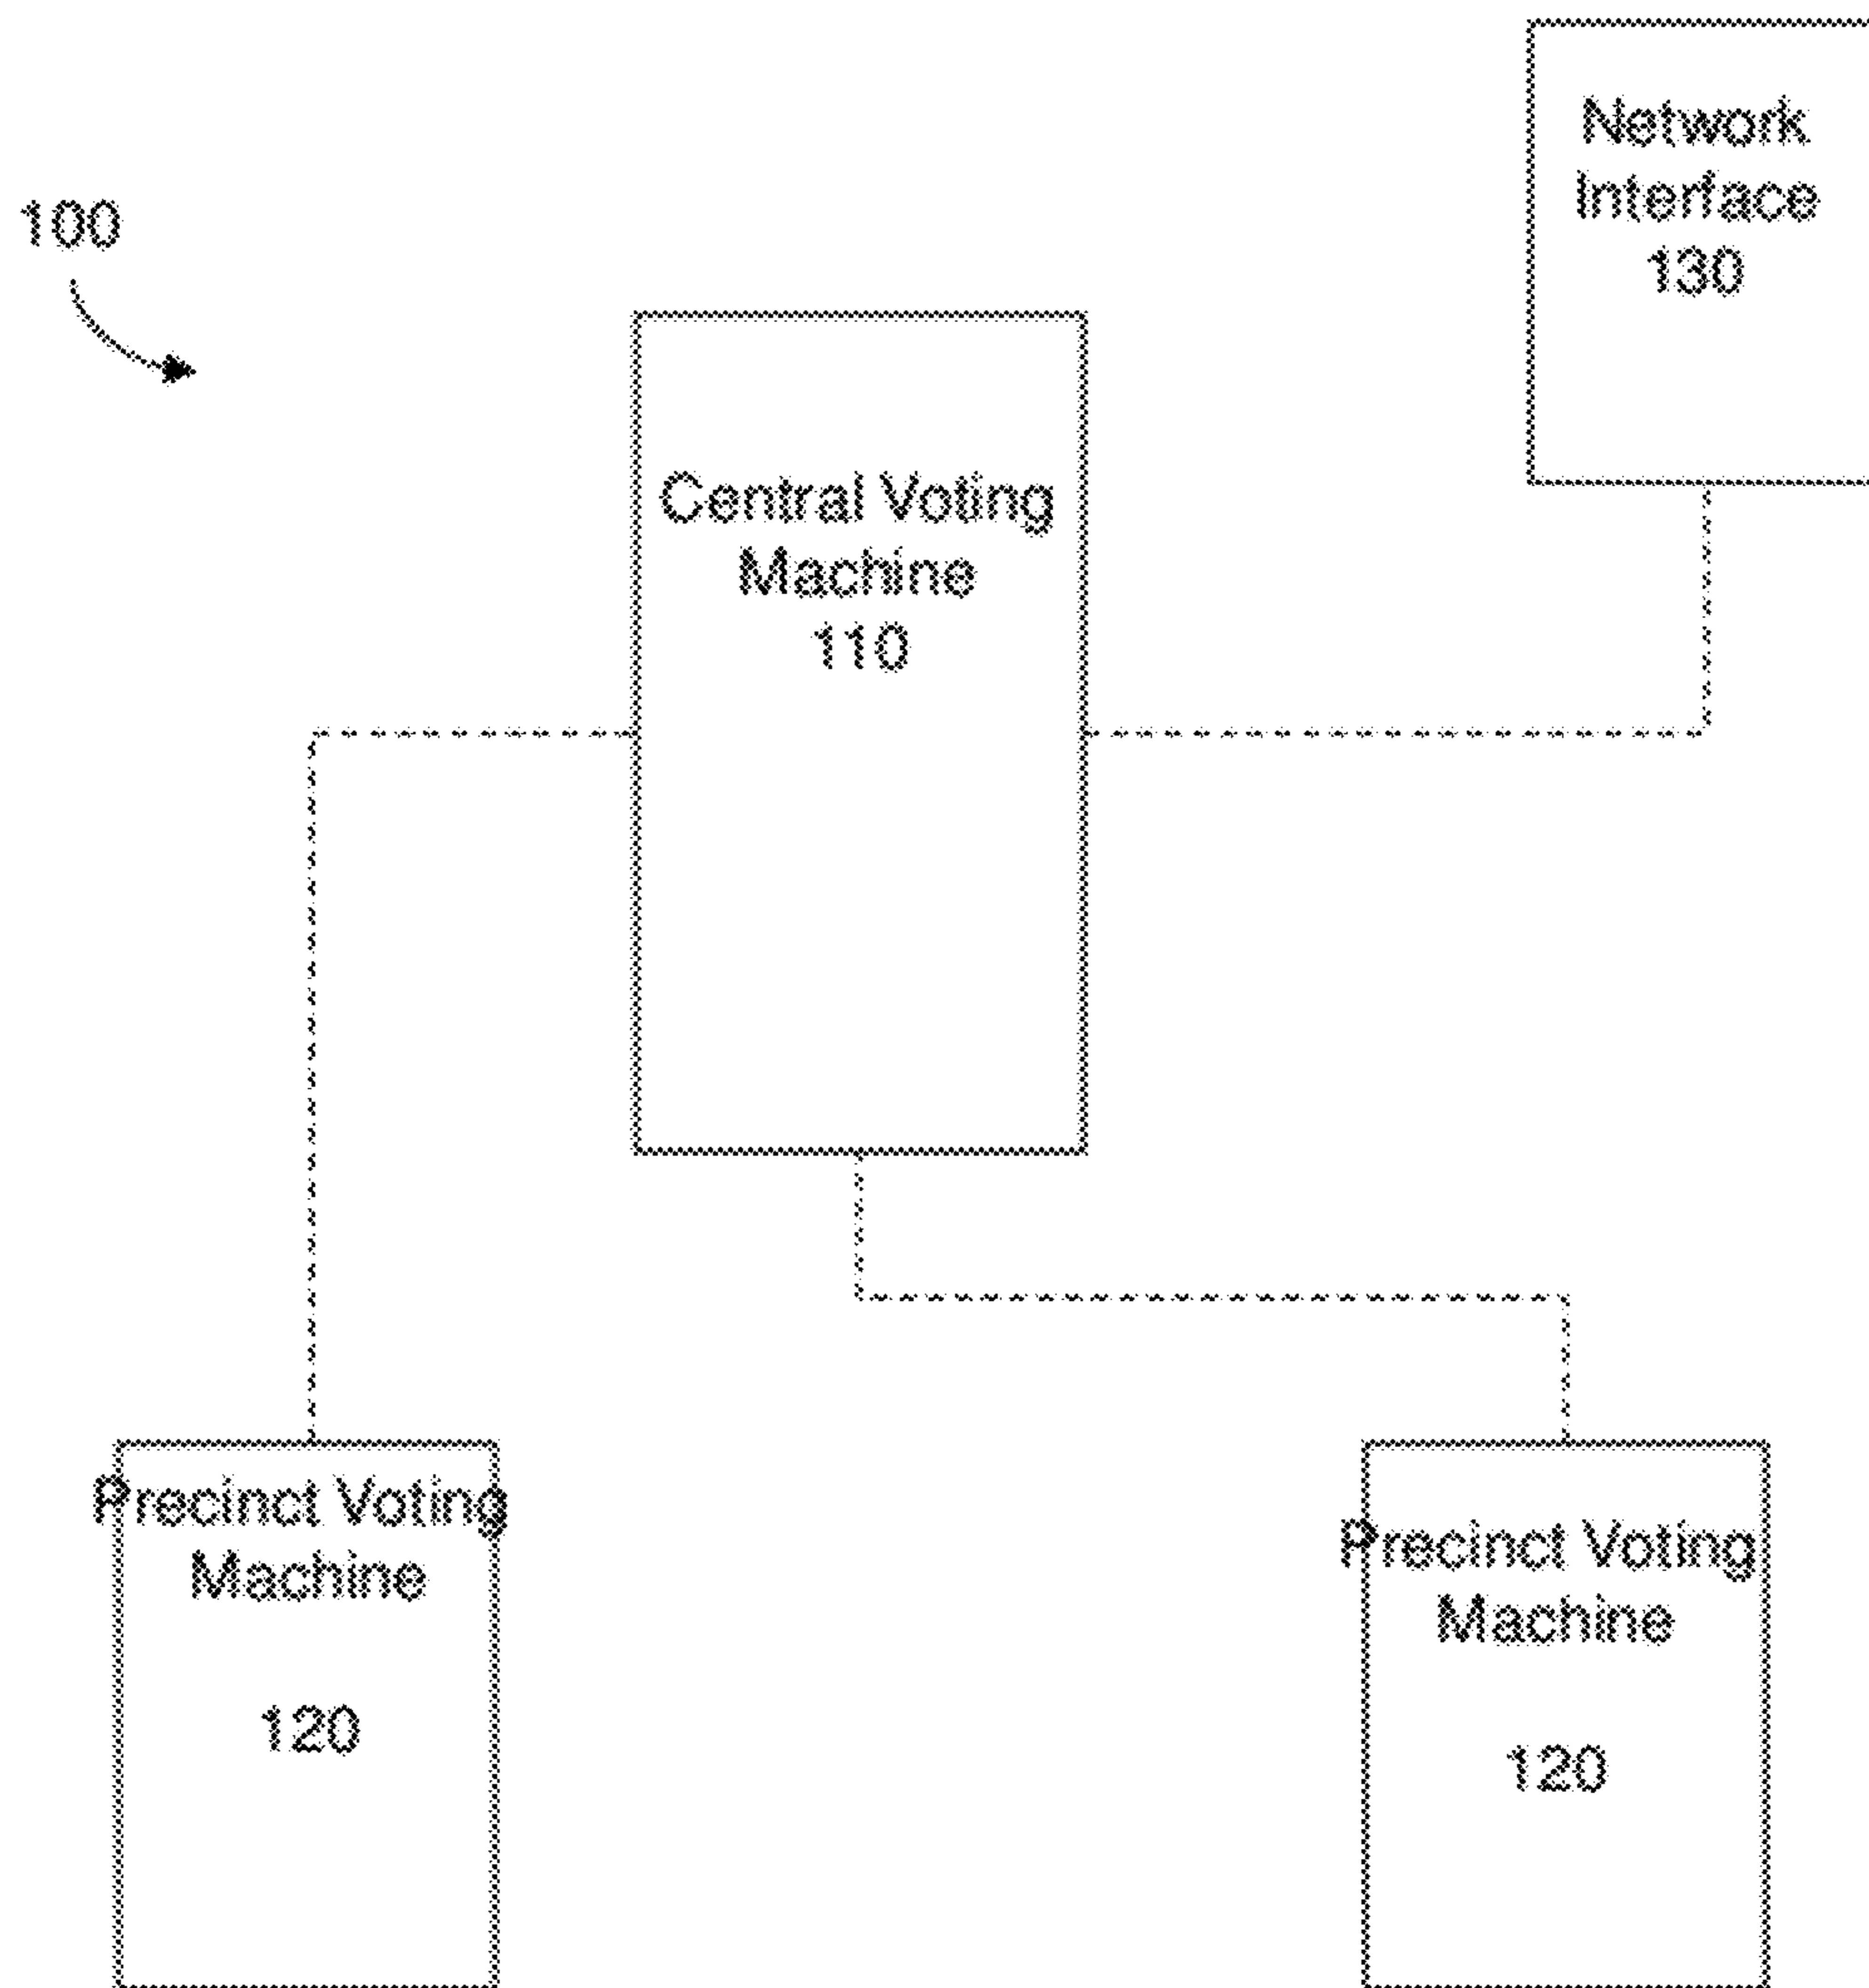 Network
Interface
130
100
Central Voting
Machine
110
Precinct Voting
Machine
120
Precinct Voting
Machine
120